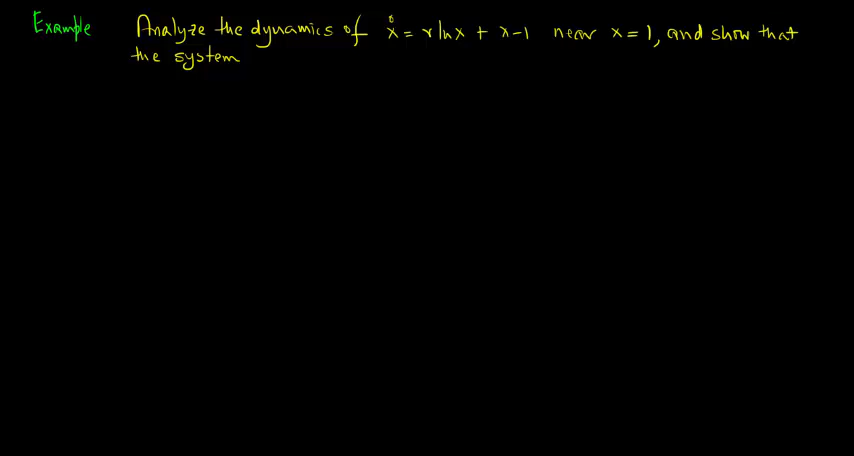 Example Analyze the dynamics of ẋ = r ln x + x - 1 near x = 1, and show that
the system